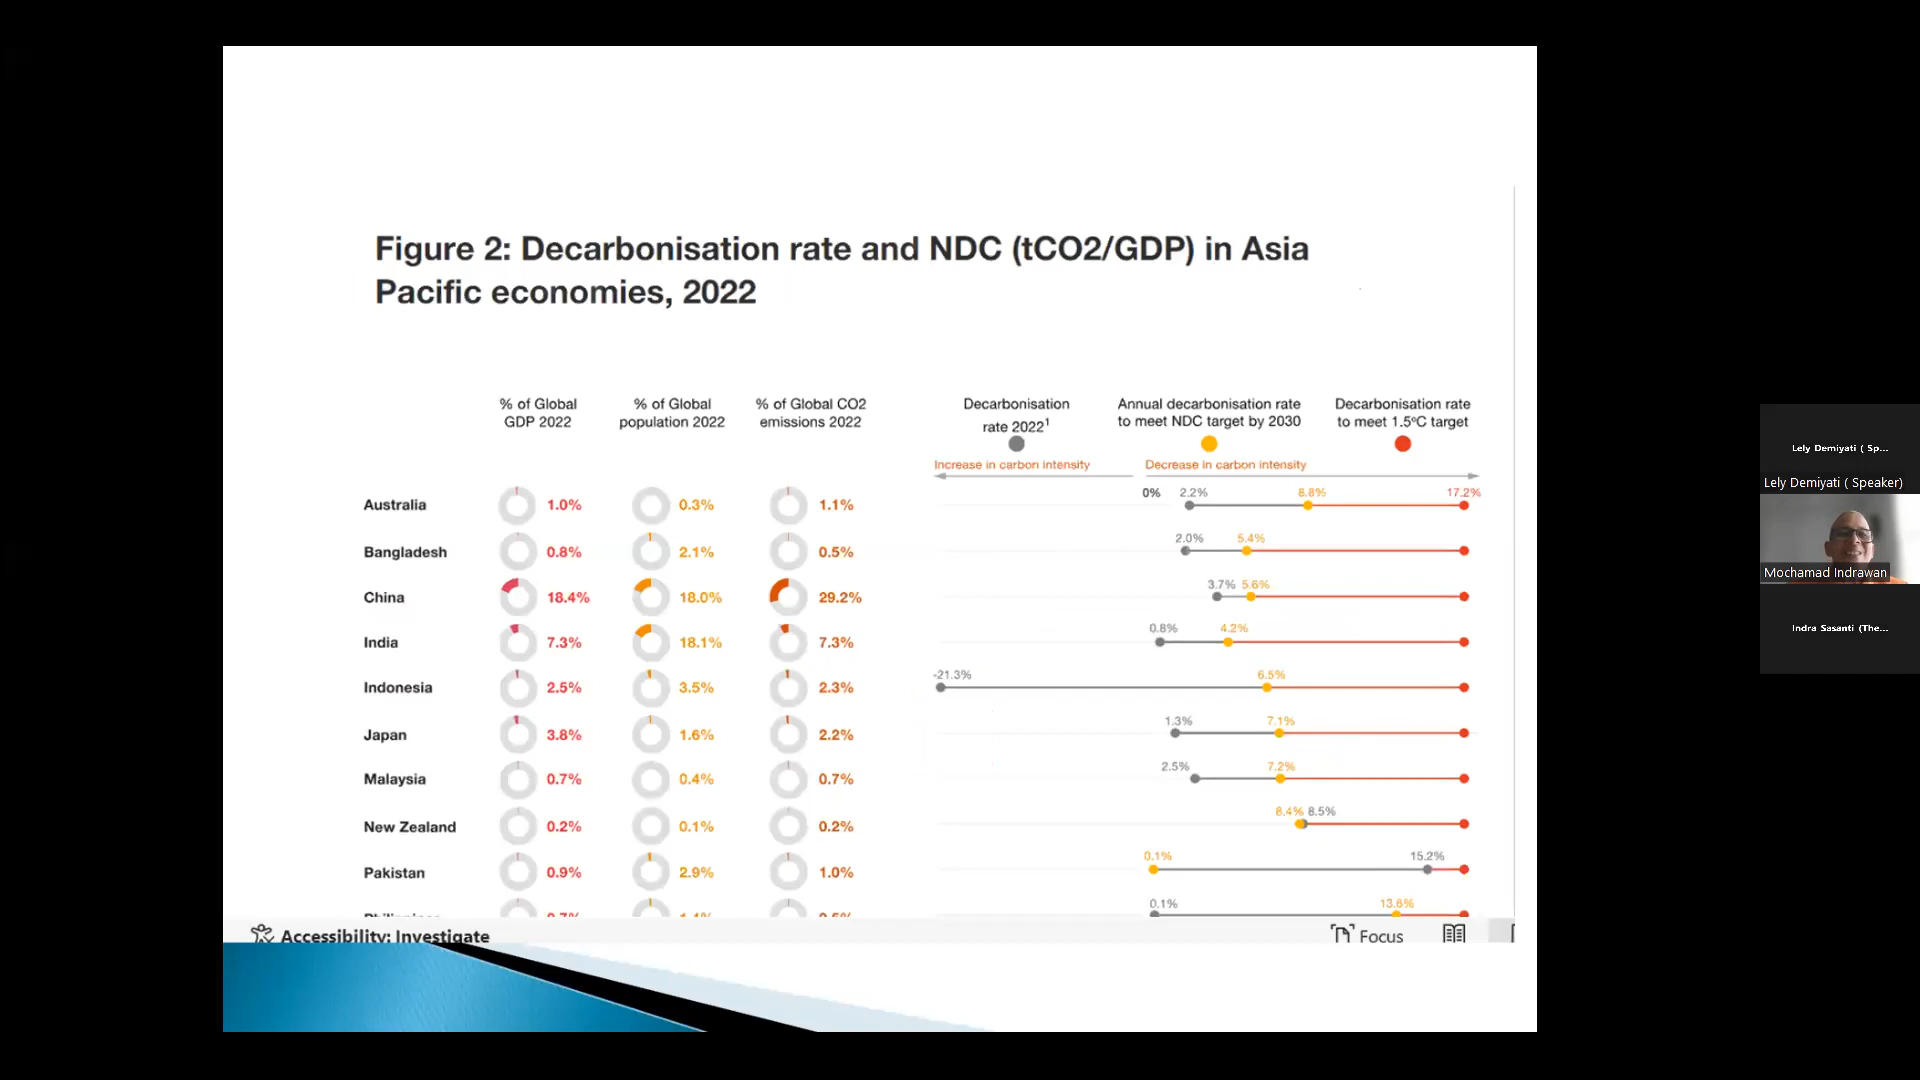 Figure 2: Decarbonisation rate and NDC (tCO2/GDP) in Asia
Pacific economies, 2022
% of Global
GDP 2022
% of Global
population 2022
% of Global CO2
emissions 2022
Decarbonisation
rate 2022¹
Annual decarbonisation rate
to meet NDC target by 2030
Decarbonisation rate
to meet 1.5ºC target
Increase in carbon intensity
Decrease in carbon intensity
Australia 1.0% 0.3% 1.1% 0% 2.2% 8.8% 17.2%
Bangladesh 0.8% 2.1% 0.5% 2.0% 5.4%
China 18.4% 18.0% 29.2% 3.7% 5.6%
India 7.3% 18.1% 7.3% 0.8% 4.2%
Indonesia 2.5% 3.5% 2.3% -21.3% 6.5%
Japan 3.8% 1.6% 2.2% 1.3% 7.1%
Malaysia 0.7% 0.4% 0.7% 2.5% 7.2%
New Zealand 0.2% 0.1% 0.2% 8.4% 8.5%
Pakistan 0.9% 2.9% 1.0% 0.1% 15.2%
0.1% 13.6%
Accessibility: Investigate
Focus
Lely Demiyati ( Sp...
Lely Demiyati ( Speaker)
Mochamad Indrawan
Indra Sasanti (The...